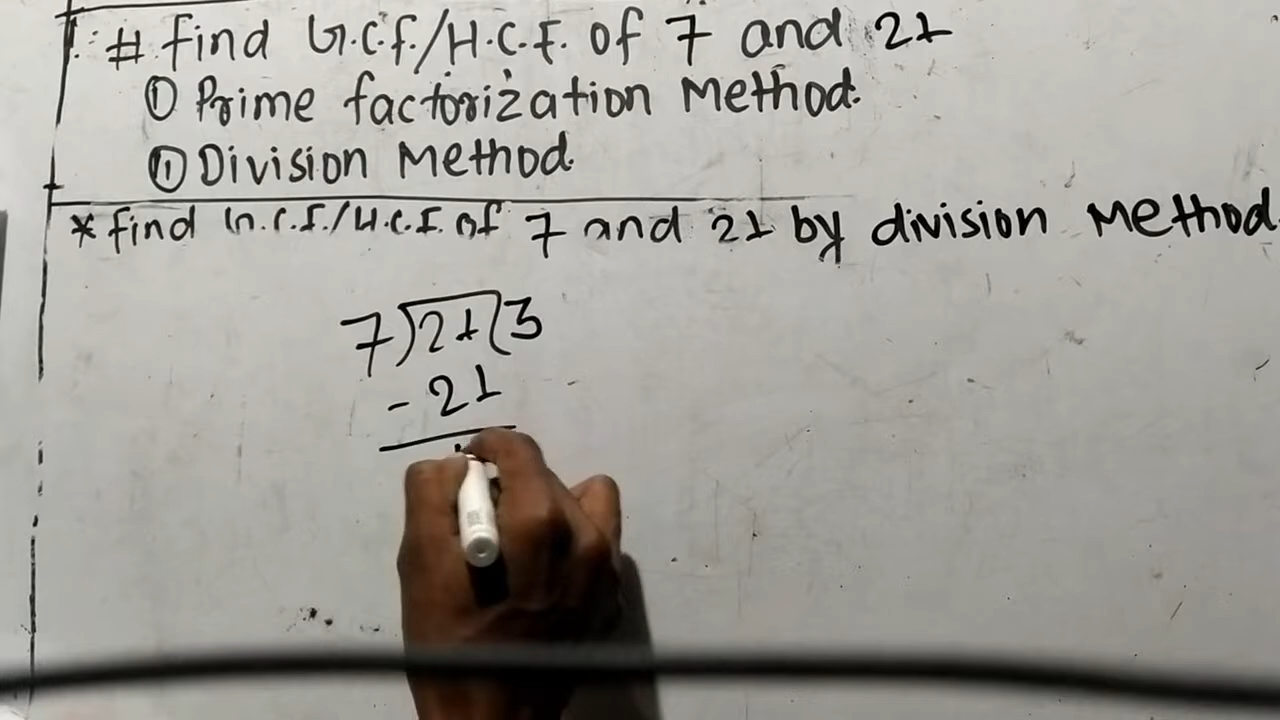 # Find G.C.F./H.C.F. of 7 and 21
① Prime factorization Method.
① Division Method.
* Find G.C.F./H.C.F. of 7 and 21 by division Method
7)21(3
- 21